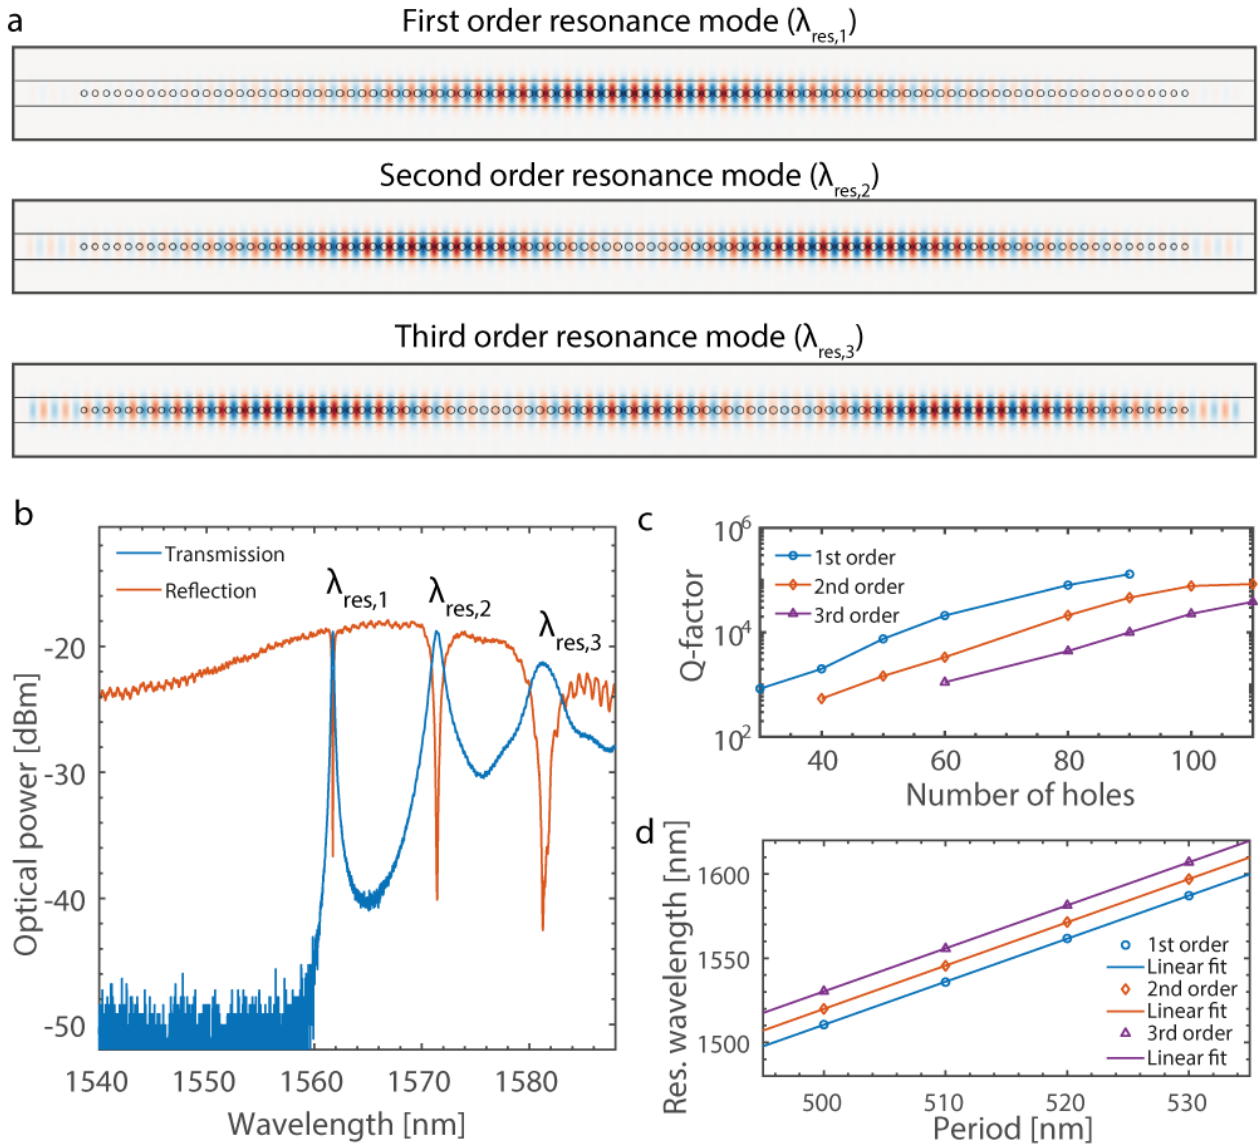 a
First order resonance mode (λres,1)
Second order resonance mode (λres,2)
Third order resonance mode (λres,3)
b
Transmission
Reflection
λres,1
λres,2
λres,3
-20
-30
-40
-50
Optical power [dBm]
1540 1550 1560 1570 1580
Wavelength [nm]
c
1st order
2nd order
3rd order
10^6
10^4
10^2
Q-factor
40 60 80 100
Number of holes
d
1600
1550
1500
Res. wavelength [nm]
1st order
Linear fit
2nd order
Linear fit
3rd order
Linear fit
500 510 520 530
Period [nm]